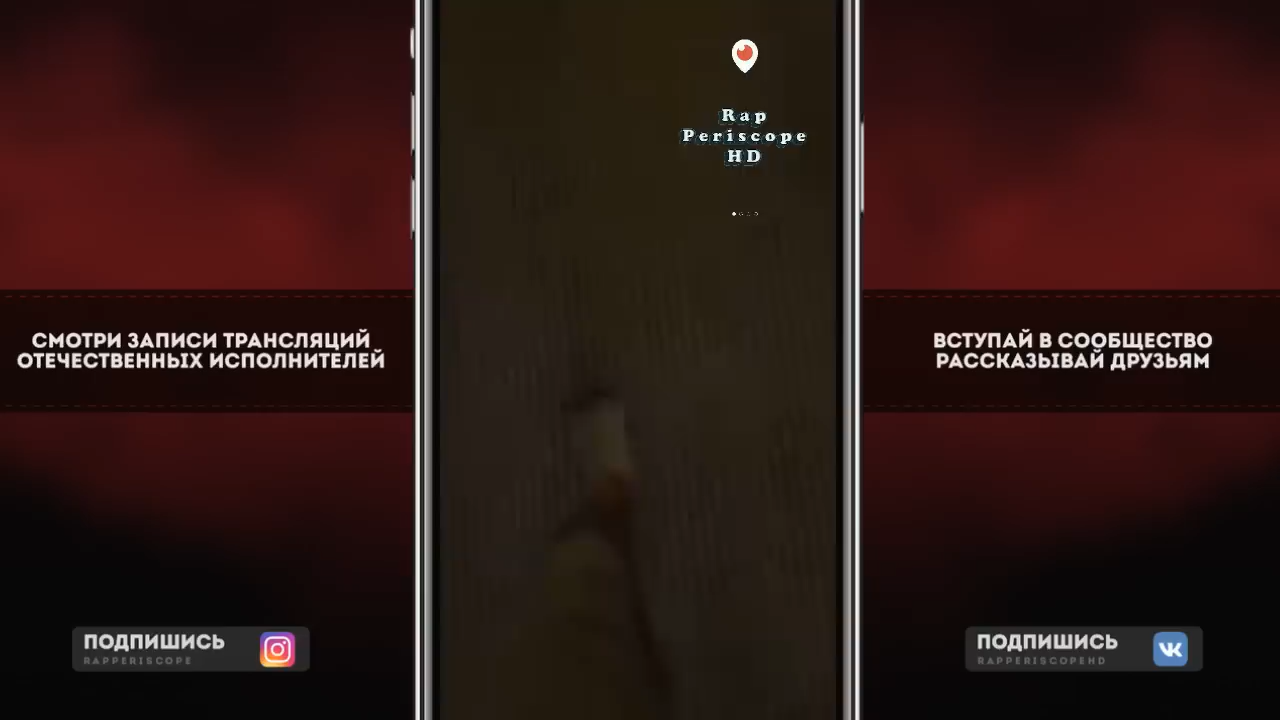 Rap
Periscope
HD
СМОТРИ ЗАПИСИ ТРАНСЛЯЦИЙ
ОТЕЧЕСТВЕННЫХ ИСПОЛНИТЕЛЕЙ
ВСТУПАЙ В СООБЩЕСТВО
РАССКАЗЫВАЙ ДРУЗЬЯМ
ПОДПИШИСЬ
RAPPERISCOPE
ПОДПИШИСЬ
RAPPERISCOPEHD